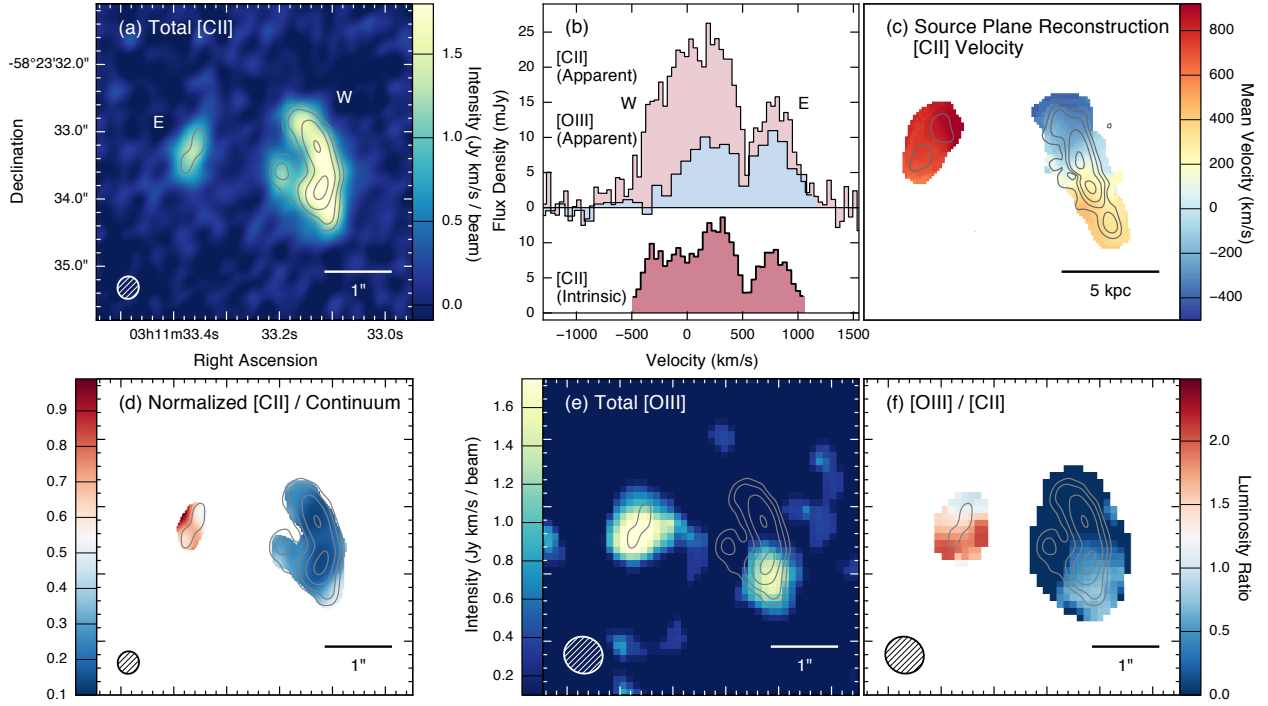 (a) Total [CII]
E
W
1"
-58°23'32.0"
33.0"
34.0"
35.0"
Declination
03h11m33.4s
33.2s
33.0s
Right Ascension
1.5
1.0
0.5
0.0
Intensity (Jy km/s / beam)
(b)
[CII]
(Apparent)
W
E
[OIII]
(Apparent)
[CII]
(Intrinsic)
25
20
15
10
5
0
10
5
0
Flux Density (mJy)
−1000
−500
0
500
1000
1500
Velocity (km/s)
(c) Source Plane Reconstruction
[CII] Velocity
5 kpc
800
600
400
200
0
−200
−400
Mean Velocity (km/s)
(d) Normalized [CII] / Continuum
1"
0.9
0.8
0.7
0.6
0.5
0.4
0.3
0.2
0.1
(e) Total [OIII]
1"
1.6
1.4
1.2
1.0
0.8
0.6
0.4
0.2
Intensity (Jy km/s / beam)
(f) [OIII] / [CII]
1"
2.0
1.5
1.0
0.5
0.0
Luminosity Ratio